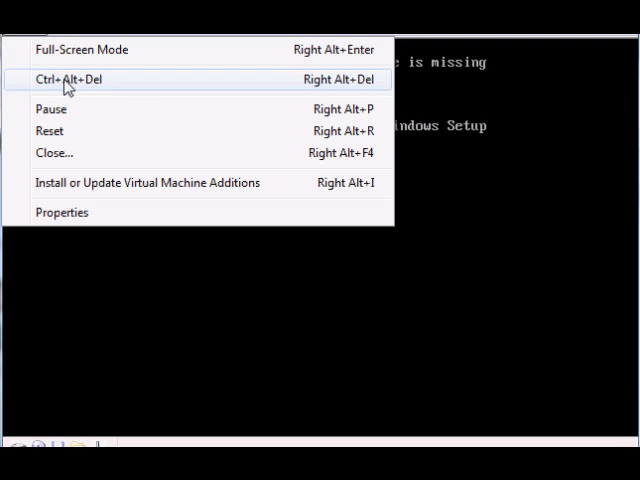 Full-Screen Mode Right Alt+Enter
e is missing
Ctrl+Alt+Del Right Alt+Del
Pause Right Alt+P
indows Setup
Reset Right Alt+R
Close... Right Alt+F4
Install or Update Virtual Machine Additions Right Alt+I
Properties